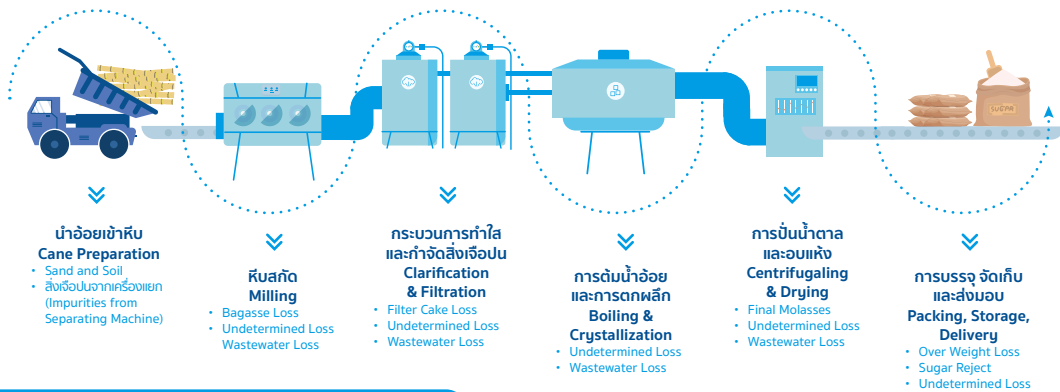 นำอ้อยเข้าหีบ
Cane Preparation
• Sand and Soil
• สิ่งเจือปนจากเครื่องแยก
(Impurities from
Separating Machine)
หีบสกัด
Milling
• Bagasse Loss
• Undetermined Loss
Wastewater Loss
กระบวนการทำใส
และกำจัดสิ่งเจือปน
Clarification
& Filtration
• Filter Cake Loss
• Undetermined Loss
• Wastewater Loss
การต้มน้ำอ้อย
และการตกผลึก
Boiling &
Crystallization
• Undetermined Loss
• Wastewater Loss
การปั่นน้ำตาล
และอบแห้ง
Centrifugaling
& Drying
• Final Molasses
• Undetermined Loss
• Wastewater Loss
SUGAR
การบรรจุ จัดเก็บ
และส่งมอบ
Packing, Storage,
Delivery
• Over Weight Loss
• Sugar Reject
• Undetermined Loss